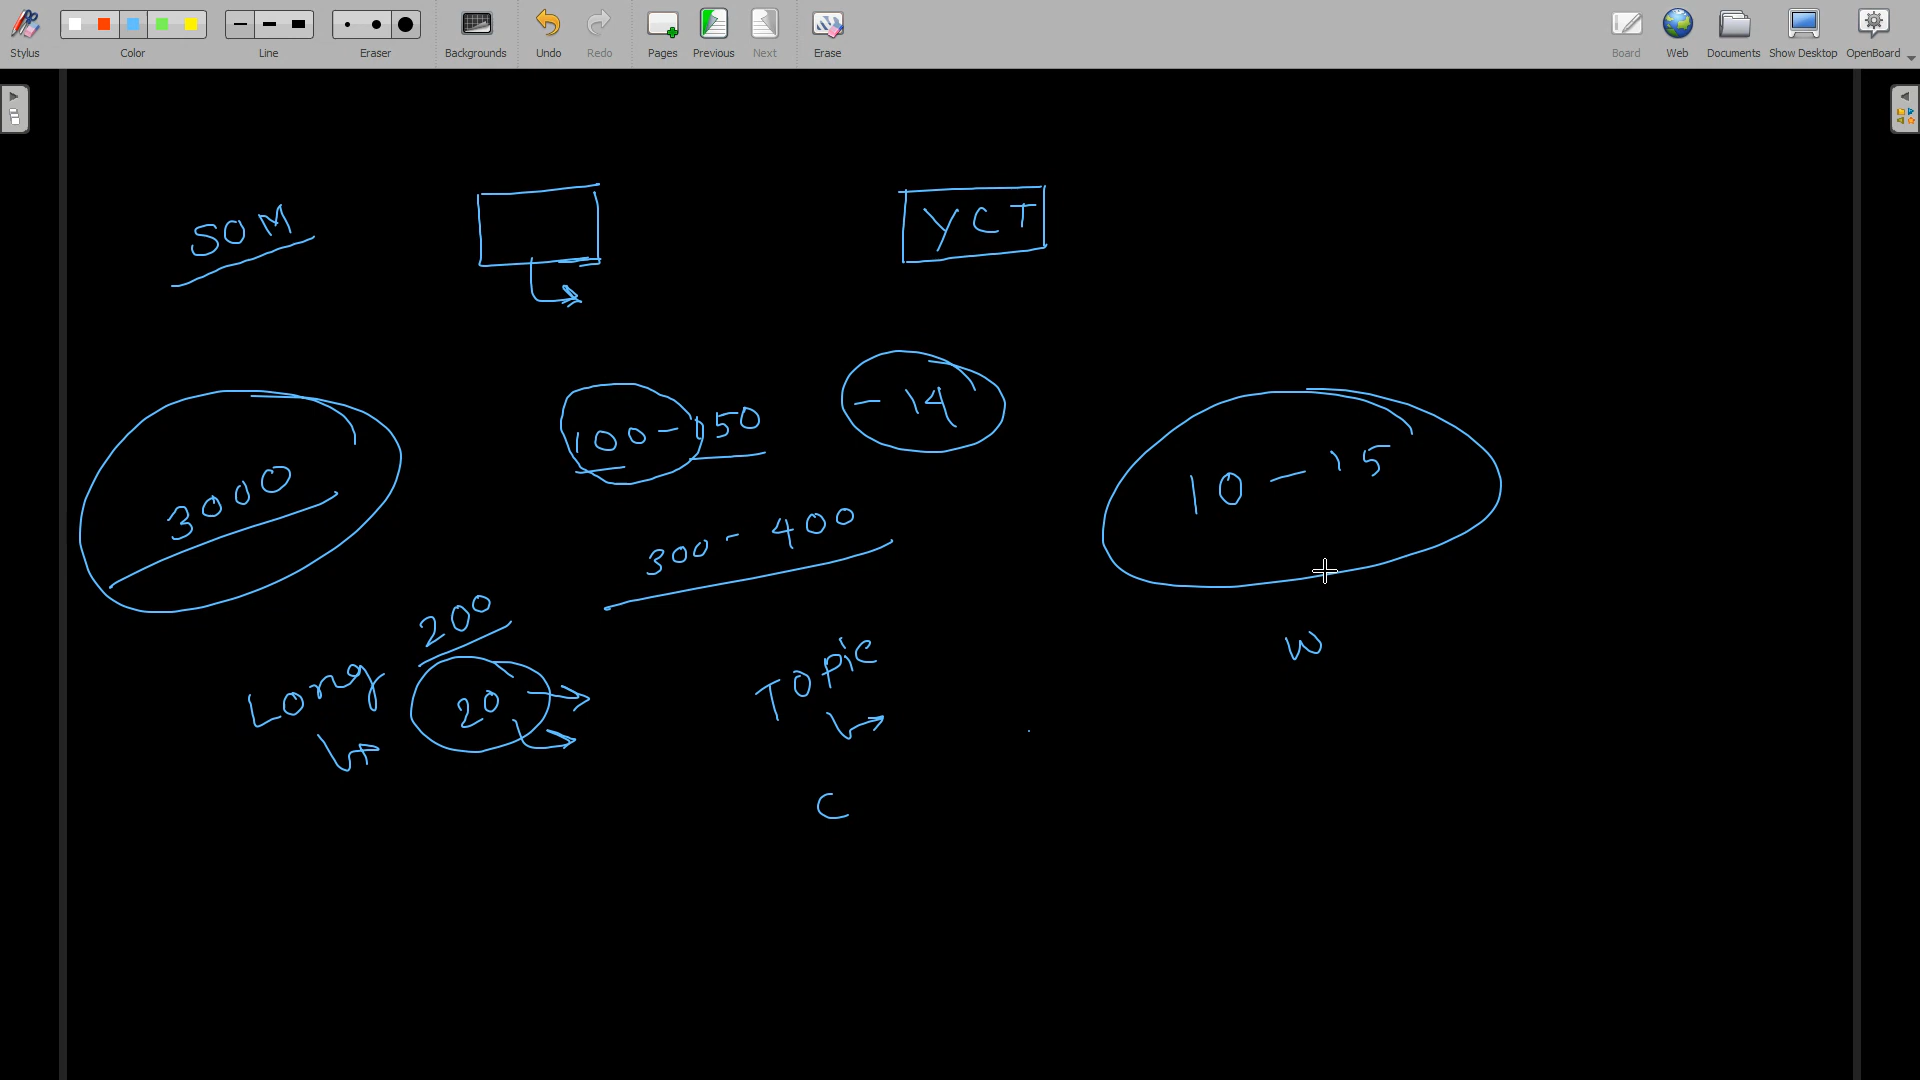 Stylus Color Line Eraser Backgrounds Undo Redo Pages Previous Next Erase Board Web Documents Show Desktop OpenBoard
SOM
YCT
- 14
100 - 150
10 - 15
3000
300 - 400
200
Long 20
Topic
W
C